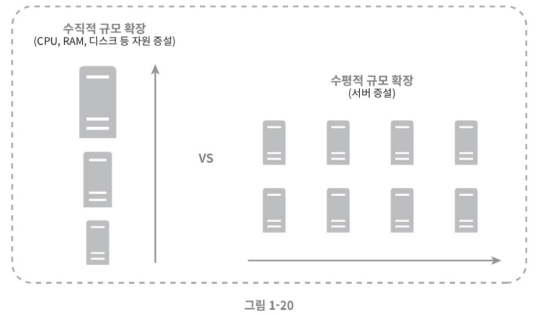 수직적 규모 확장
(CPU, RAM, 디스크 등 자원 증설)
VS
수평적 규모 확장
(서버 증설)
그림 1-20